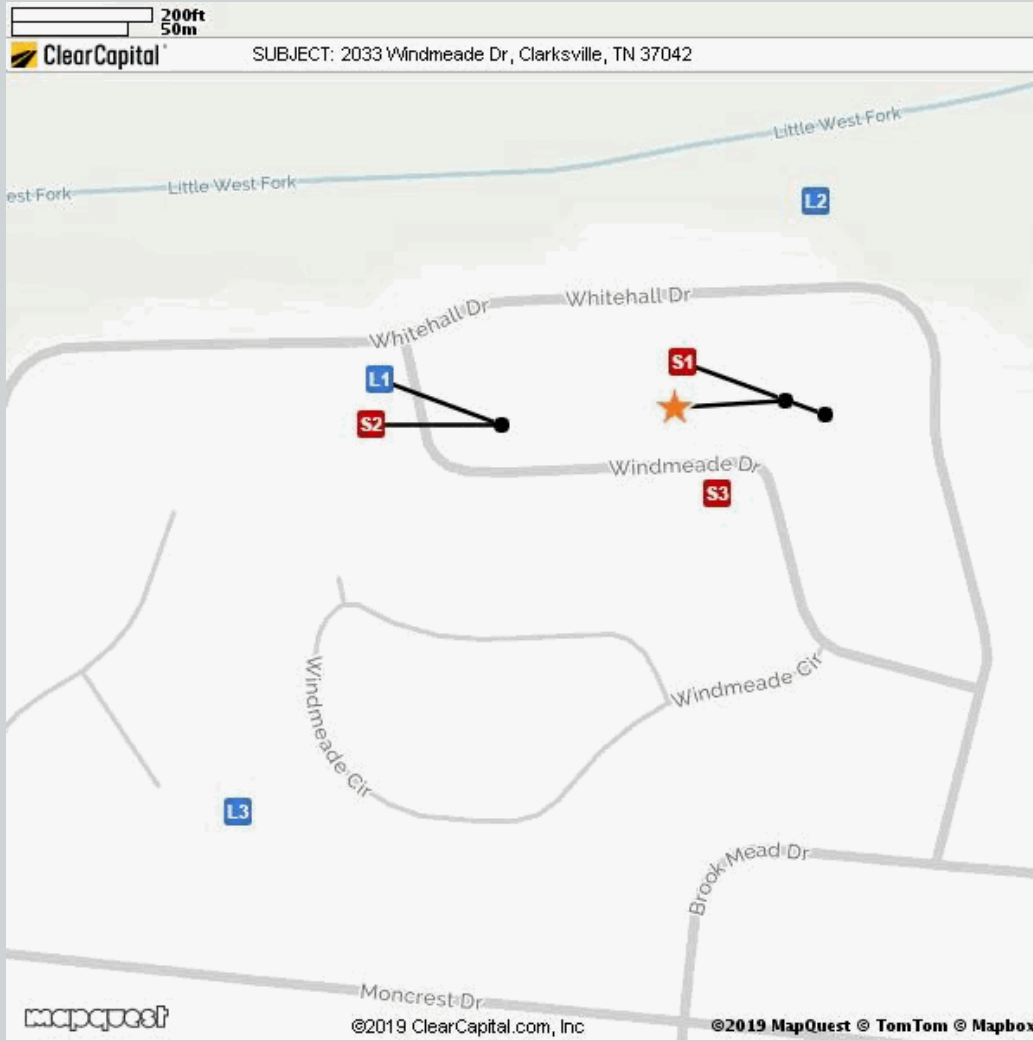 200ft
50m
ClearCapital
SUBJECT: 2033 Windmeade Dr, Clarksville, TN 37042
Little West Fork
Little West Fork
est Fork
L2
Whitehall Dr
Whitehall Dr
S1
L1
S2
Windmeade Dr
S3
Windmeade Cir
Windmeade Cir
L3
Brook Mead Dr
Moncrest Dr
mapquest
©2019 ClearCapital.com, Inc
©2019 MapQuest © TomTom © Mapbox